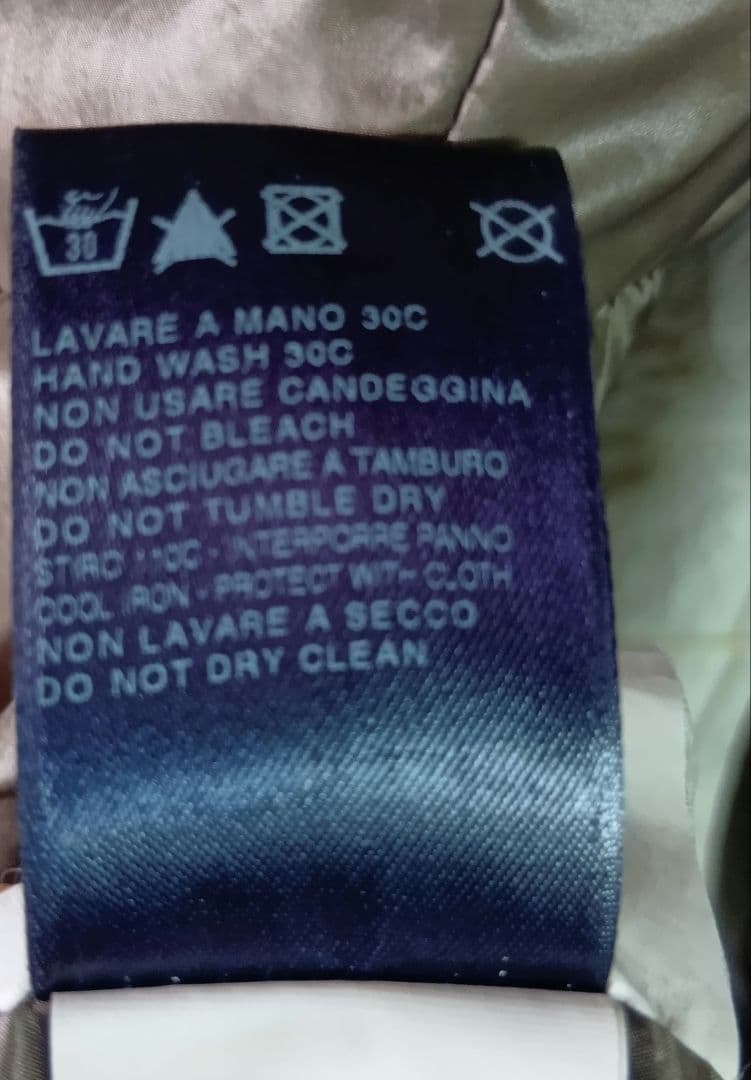 30
LAVARE A MANO 30C
HAND WASH 30C
NON USARE CANDEGGINA
DO NOT BLEACH
NON ASCIUGARE A TAMBURO
DO NOT TUMBLE DRY
INTERPORRE PANNO
COOL IRON - PROTECT WITH CLOTH
NON LAVARE A SECCO
DO NOT DRY CLEAN